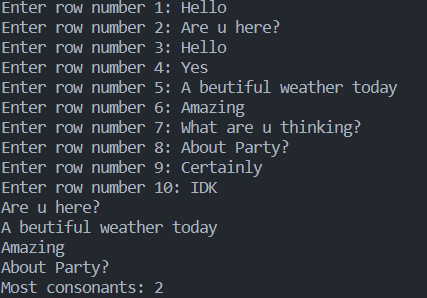 Enter row number 1: Hello
Enter row number 2: Are u here?
Enter row number 3: Hello
Enter row number 4: Yes
Enter row number 5: A beutiful weather today
Enter row number 6: Amazing
Enter row number 7: What are u thinking?
Enter row number 8: About Party?
Enter row number 9: Certainly
Enter row number 10: IDK
Are u here?
A beutiful weather today
Amazing
About Party?
Most consonants: 2